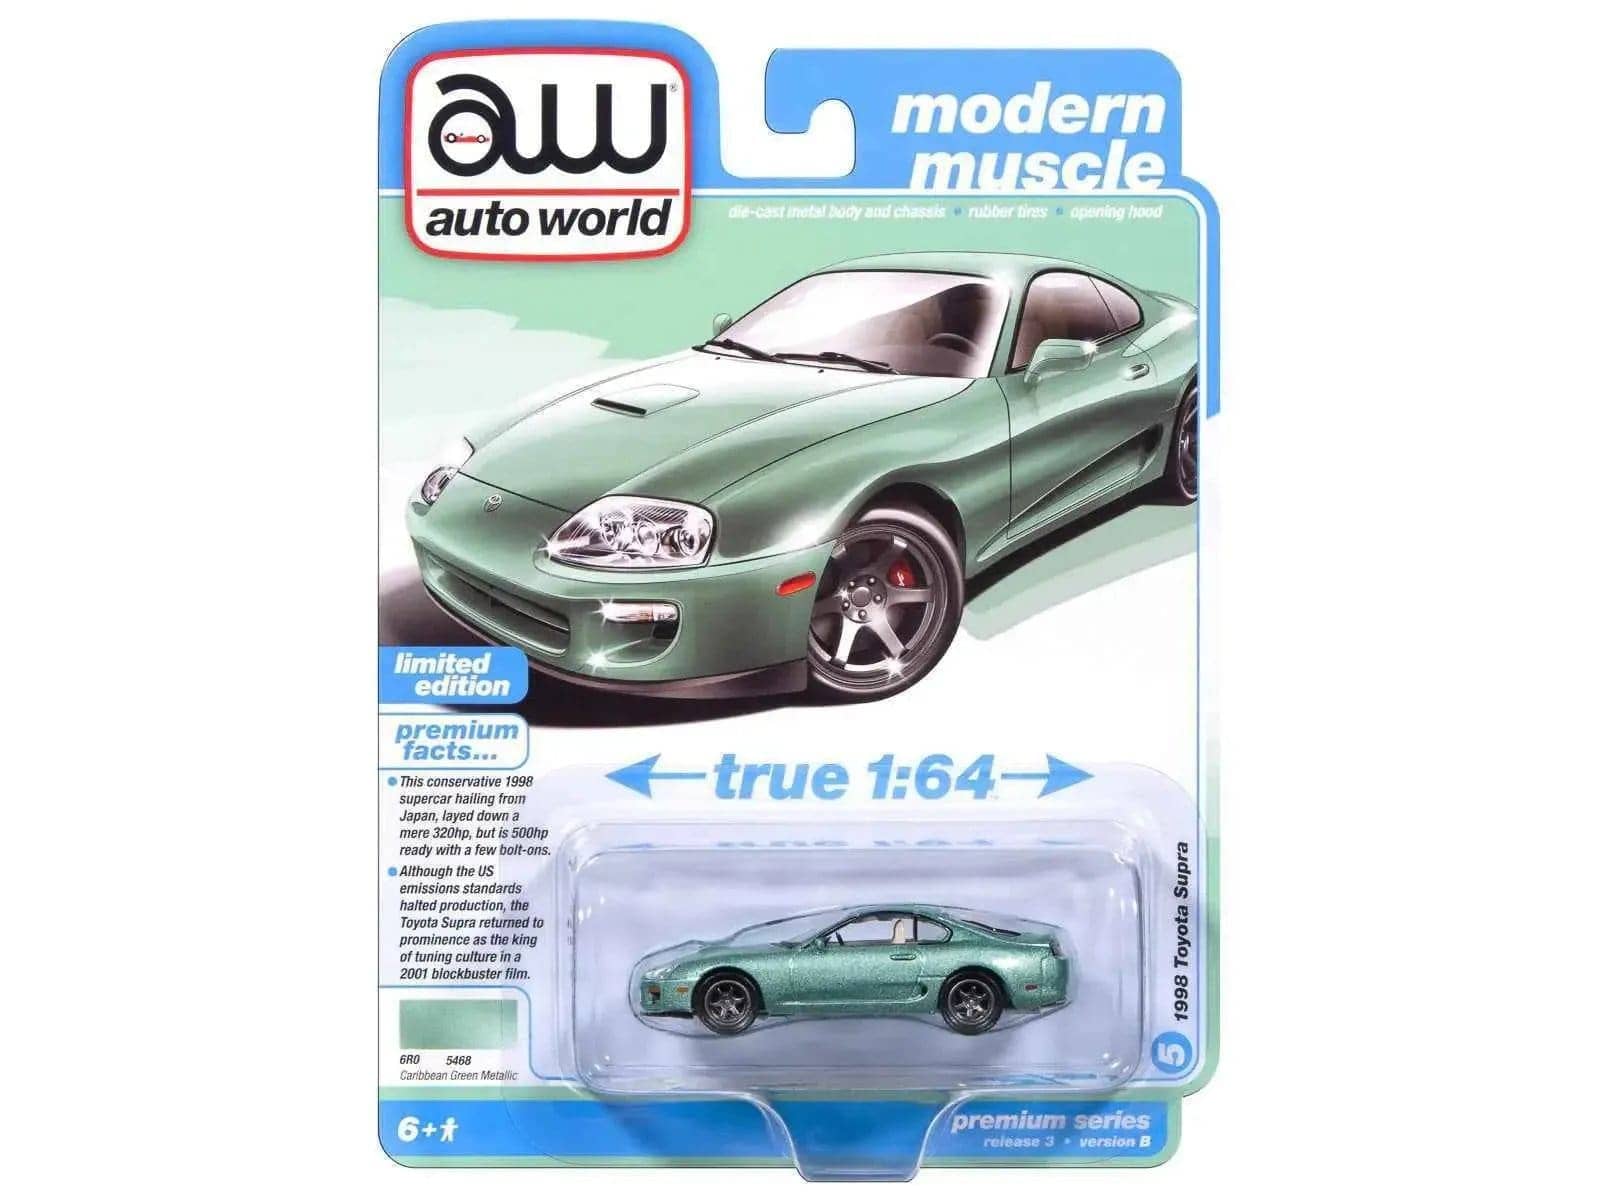 aw®
auto world
modern
muscle
die-cast metal body and chassis • rubber tires • opening hood
limited
edition
premium
facts...
• This conservative 1998
supercar hailing from
Japan, layed down a
mere 320hp, but is 500hp
ready with a few bolt-ons.
• Although the US
emissions standards
halted production, the
Toyota Supra returned to
prominence as the king
of tuning culture in a
2001 blockbuster film.
6R0 5468
Caribbean Green Metallic
true 1:64
1998 Toyota Supra
5
6+
premium series
release 3 • version B